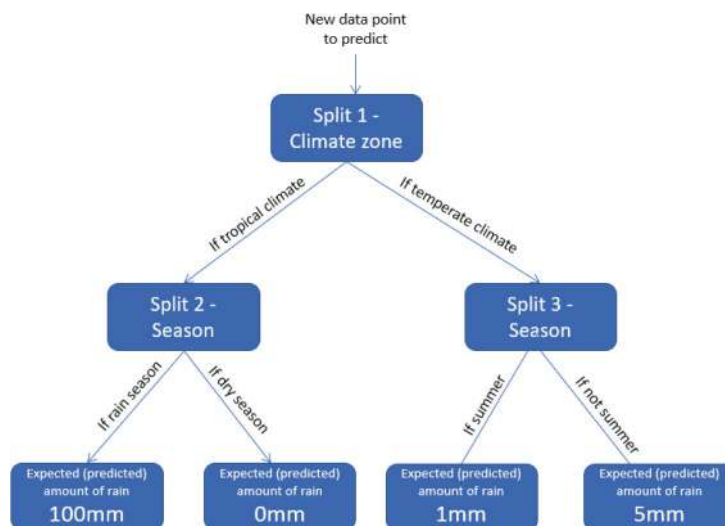 New data point
to predict
Split 1 -
Climate zone
If tropical climate
If temperate climate
Split 2 -
Season
Split 3 -
Season
If rain season
If dry season
If summer
If not summer
Expected (predicted)
amount of rain
100mm
Expected (predicted)
amount of rain
0mm
Expected (predicted)
amount of rain
1mm
Expected (predicted)
amount of rain
5mm